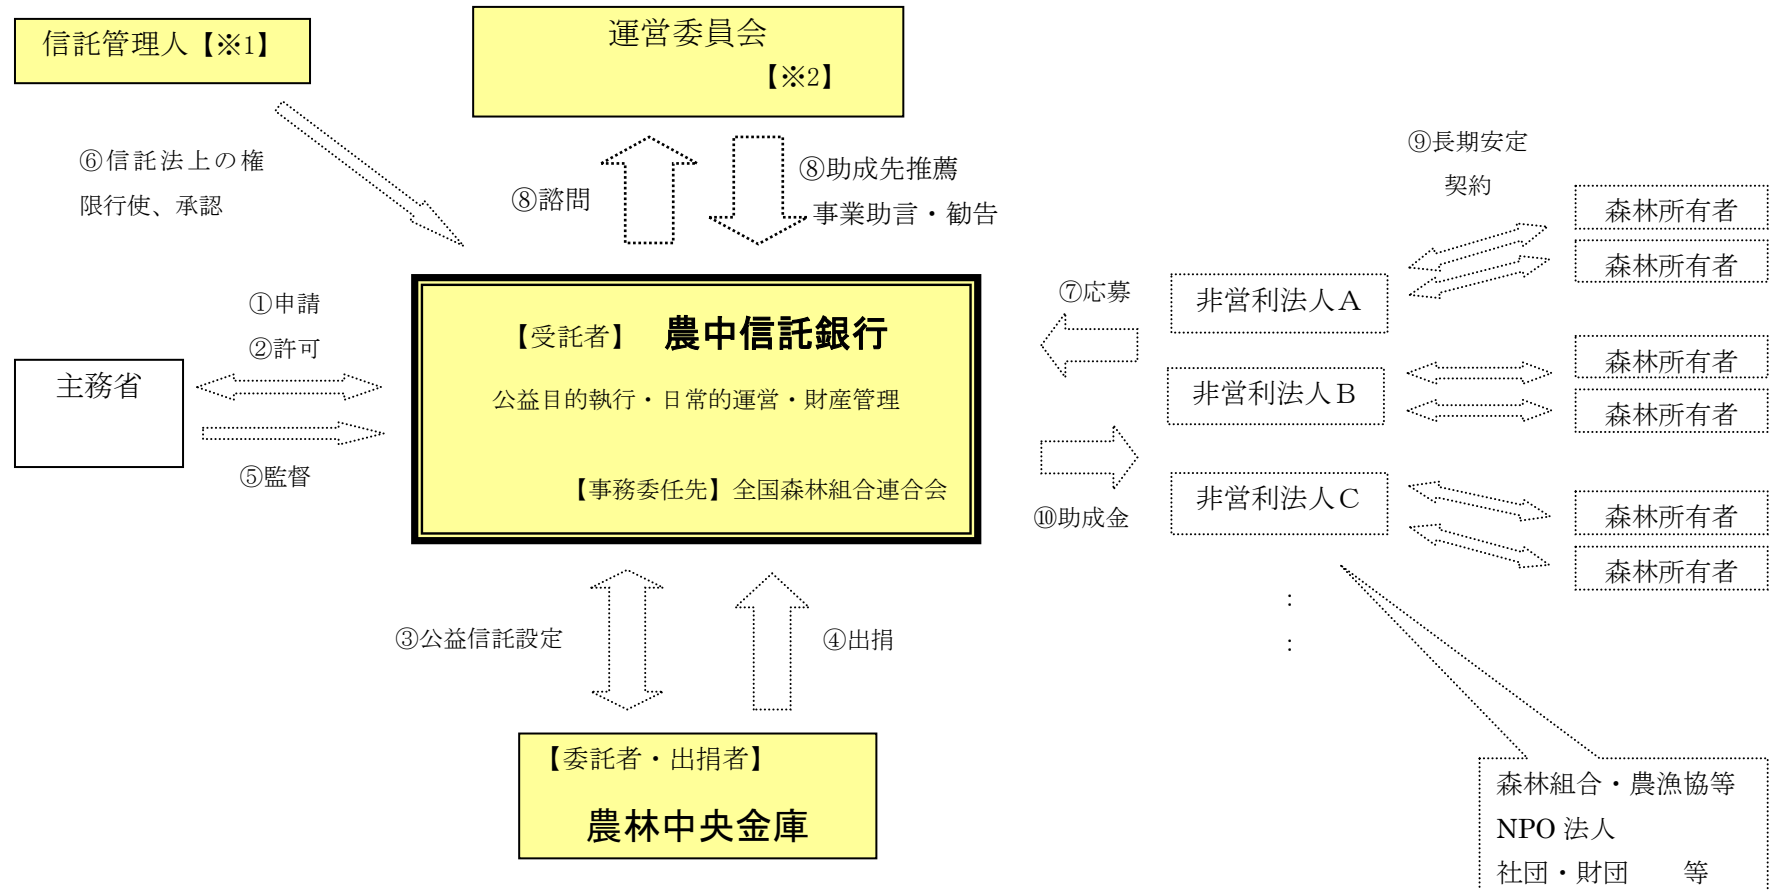 信託管理人【※1】
運営委員会
【※2】
⑥信託法上の権
限行使、承認
⑧諮問
⑧助成先推薦
事業助言・勧告
⑨長期安定
契約
森林所有者
森林所有者
①申請
②許可
主務省
⑤監督
【受託者】 農中信託銀行
公益目的執行・日常的運営・財産管理
【事務委任先】全国森林組合連合会
⑦応募
⑩助成金
非営利法人A
非営利法人B
非営利法人C
森林所有者
森林所有者
森林所有者
森林所有者
:
:
③公益信託設定
④出捐
【委託者・出捐者】
農林中央金庫
森林組合・農漁協等
NPO 法人
社団・財団 等